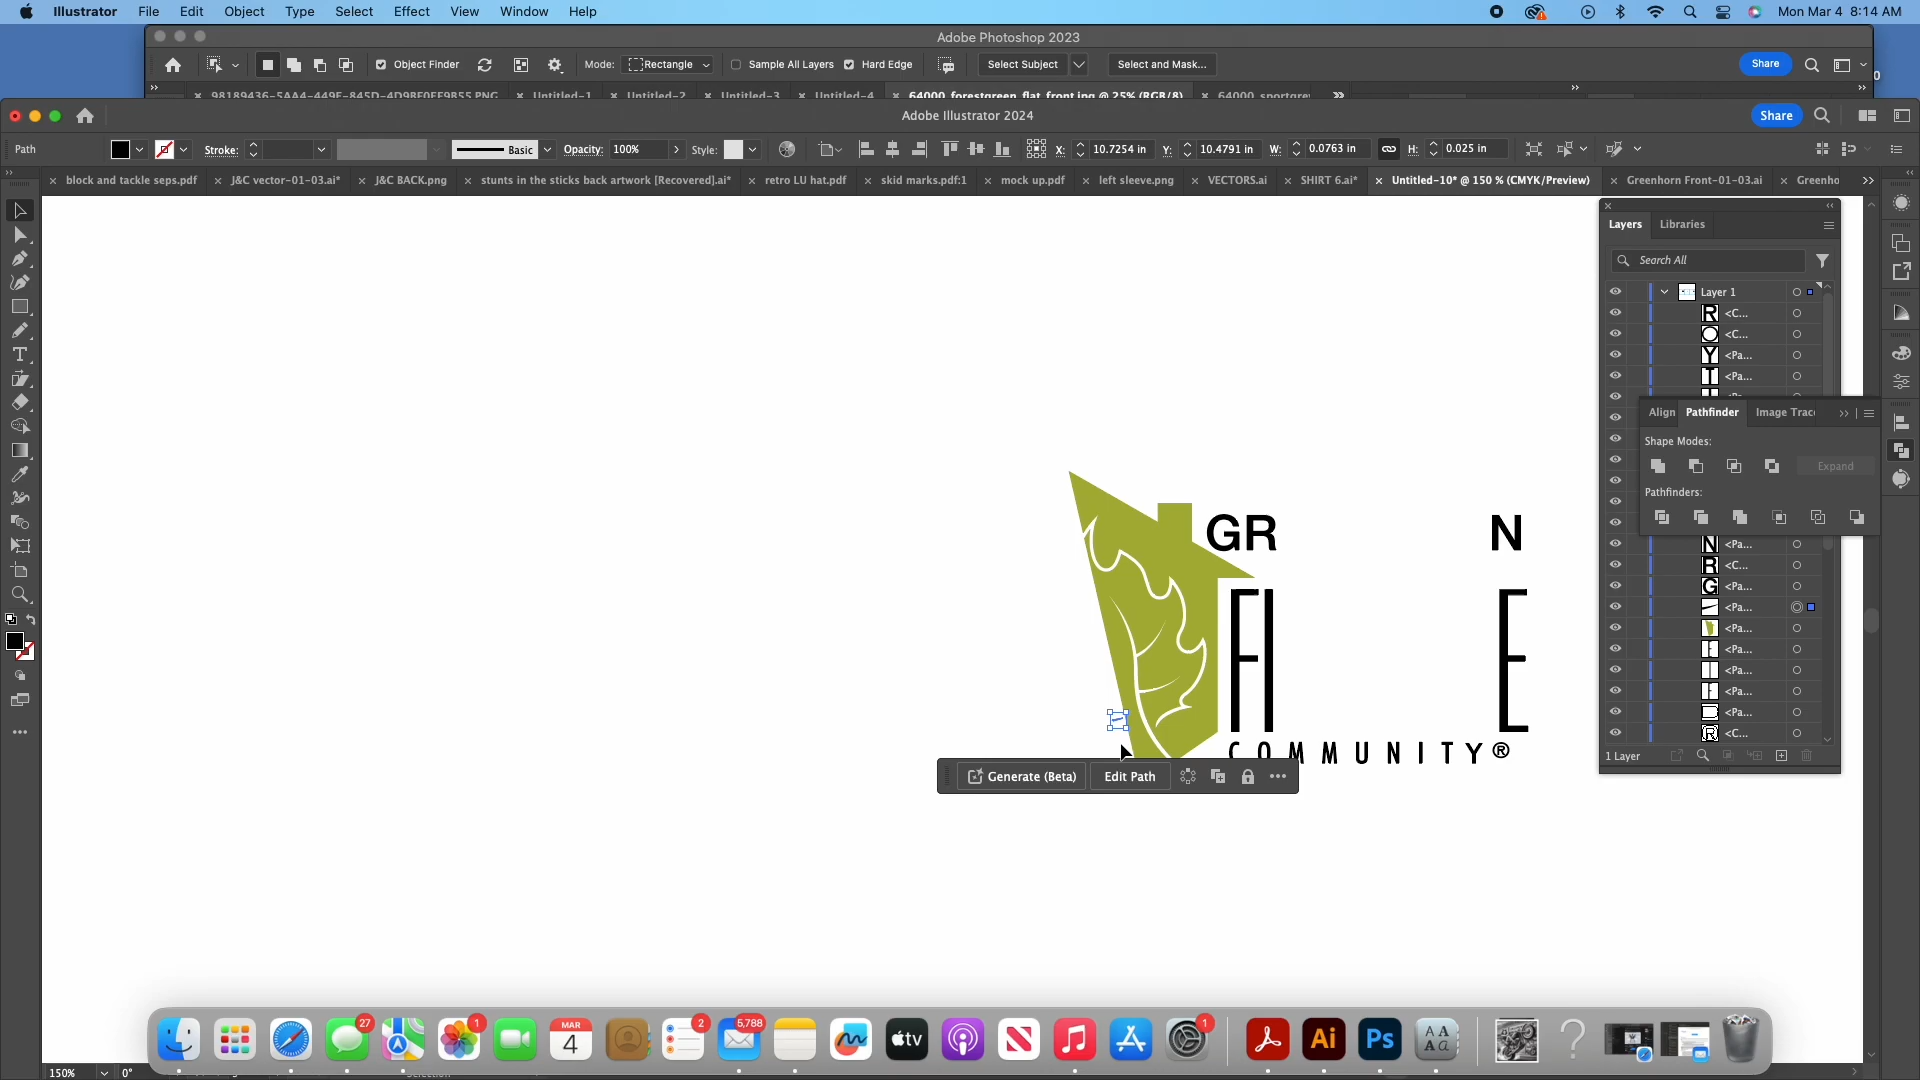 Illustrator File Edit Object Type Select Effect View Window Help Mon Mar 4 8:14 AM
Adobe Photoshop 2023
Object Finder Mode: Rectangle Sample All Layers Hard Edge Select Subject Select and Mask... Share
98189436-5AA4-449E-845D-4D9BF0EF9B55.PNG Untitled-1 Untitled-2 Untitled-3 Untitled-4 64000_forestgreen_flat_front.jpg @ 25% (RGB/8) 64000_sportgre
Adobe Illustrator 2024 Share
Path Stroke: Basic Opacity: 100% Style: X: 10.7254 in Y: 10.4791 in W: 0.0763 in H: 0.025 in
block and tackle seps.pdf J&C vector-01-03.ai* J&C BACK.png stunts in the sticks back artwork [Recovered].ai* retro LU hat.pdf skid marks.pdf:1 mock up.pdf left sleeve.png VECTORS.ai SHIRT 6.ai* Untitled-10* @ 150 % (CMYK/Preview) Greenhorn Front-01-03.ai Greenho
Layers Libraries
Search All
Layer 1
R <C...
<C...
Y <Pa...
T <Pa...
Align Pathfinder Image Trac
Shape Modes:
Expand
Pathfinders:
N <Pa...
R <C...
G <Pa...
<Pa...
<Pa...
<Pa...
<Pa...
<Pa...
<Pa...
R <C...
1 Layer
GR N
FI E
COMMUNITY®
Generate (Beta) Edit Path
27 1 MAR 4 2 5,788 tv 1 Ai Ps
150% 0° Selection